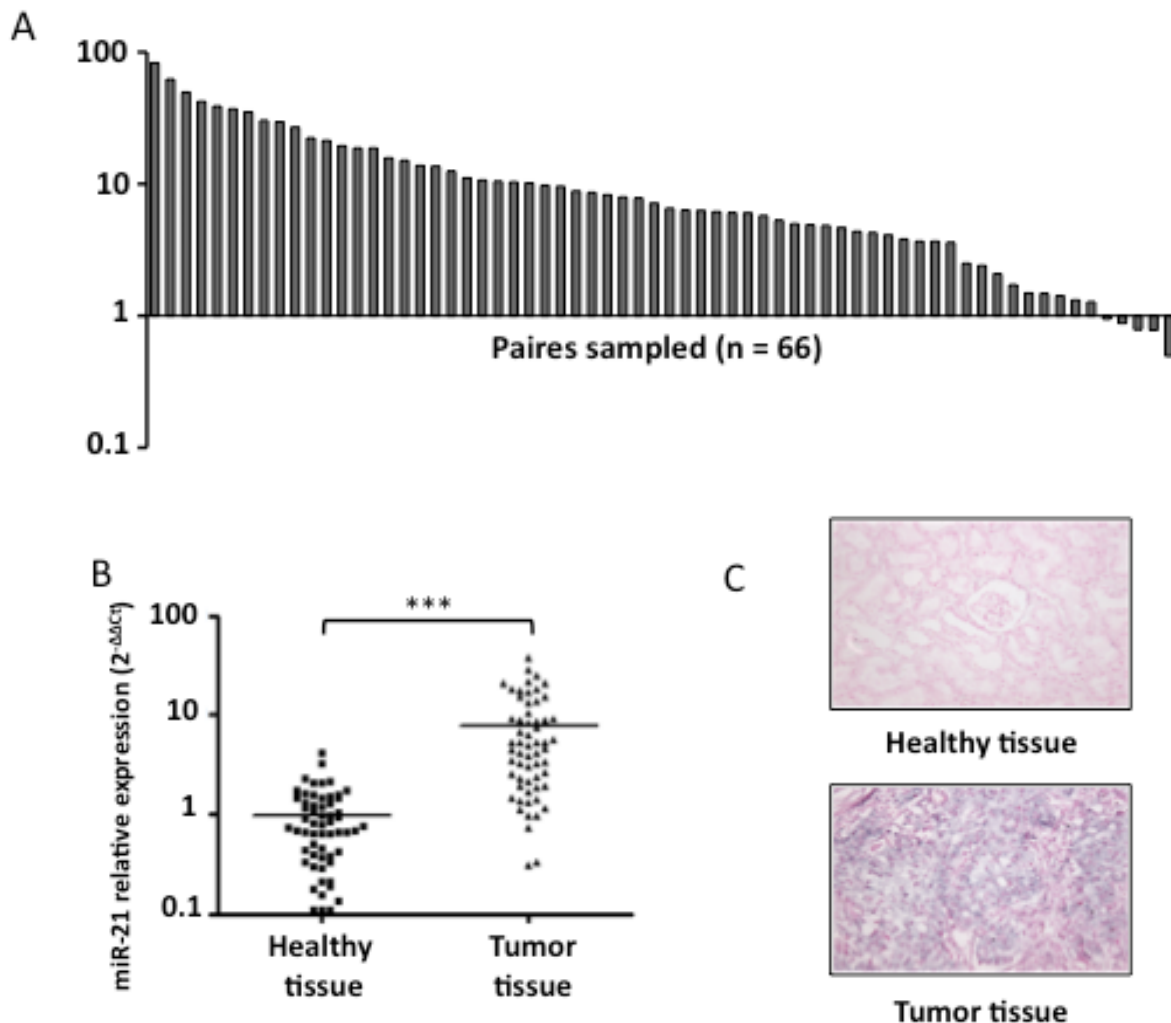 A
100
10
1
Paires sampled (n = 66)
0.1
B
miR-21 relative expression (2^-ΔΔCt)
100
10
1
0.1
***
Healthy
tissue
Tumor
tissue
C
Healthy tissue
Tumor tissue